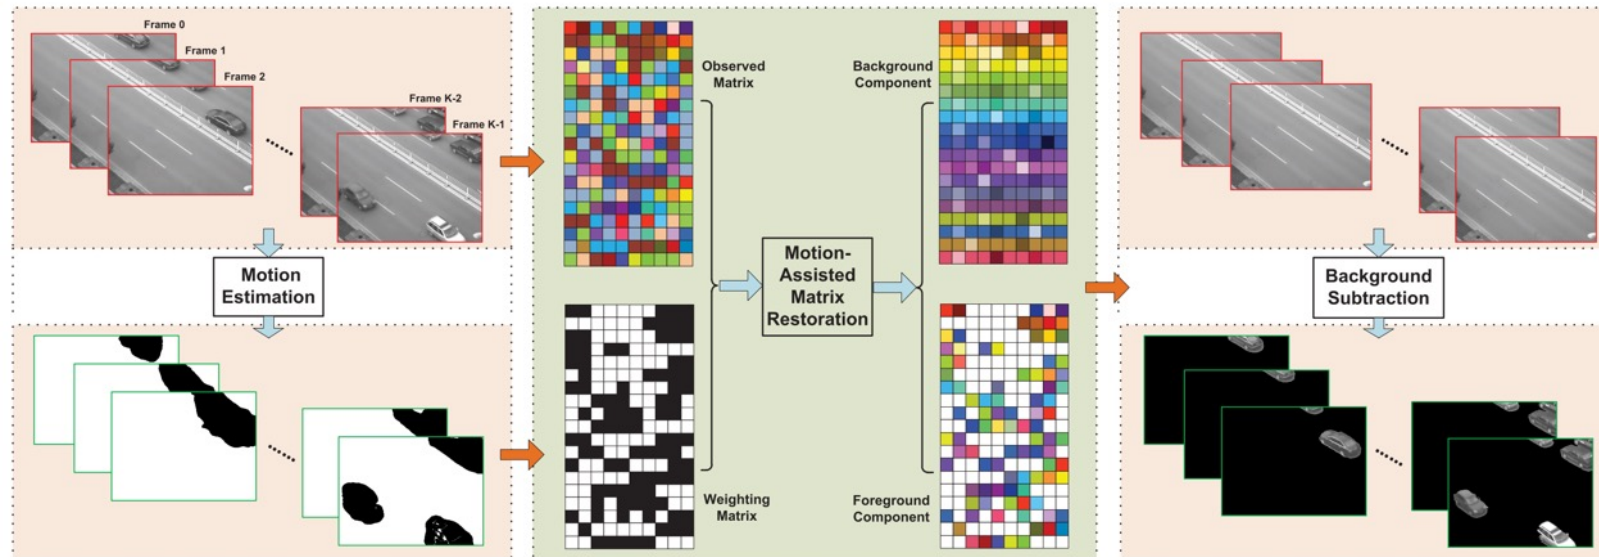 Frame 0
Frame 1
Frame 2
Frame K-2
Frame K-1
Motion
Estimation
Observed
Matrix
Weighting
Matrix
Motion-
Assisted
Matrix
Restoration
Background
Component
Foreground
Component
Background
Subtraction